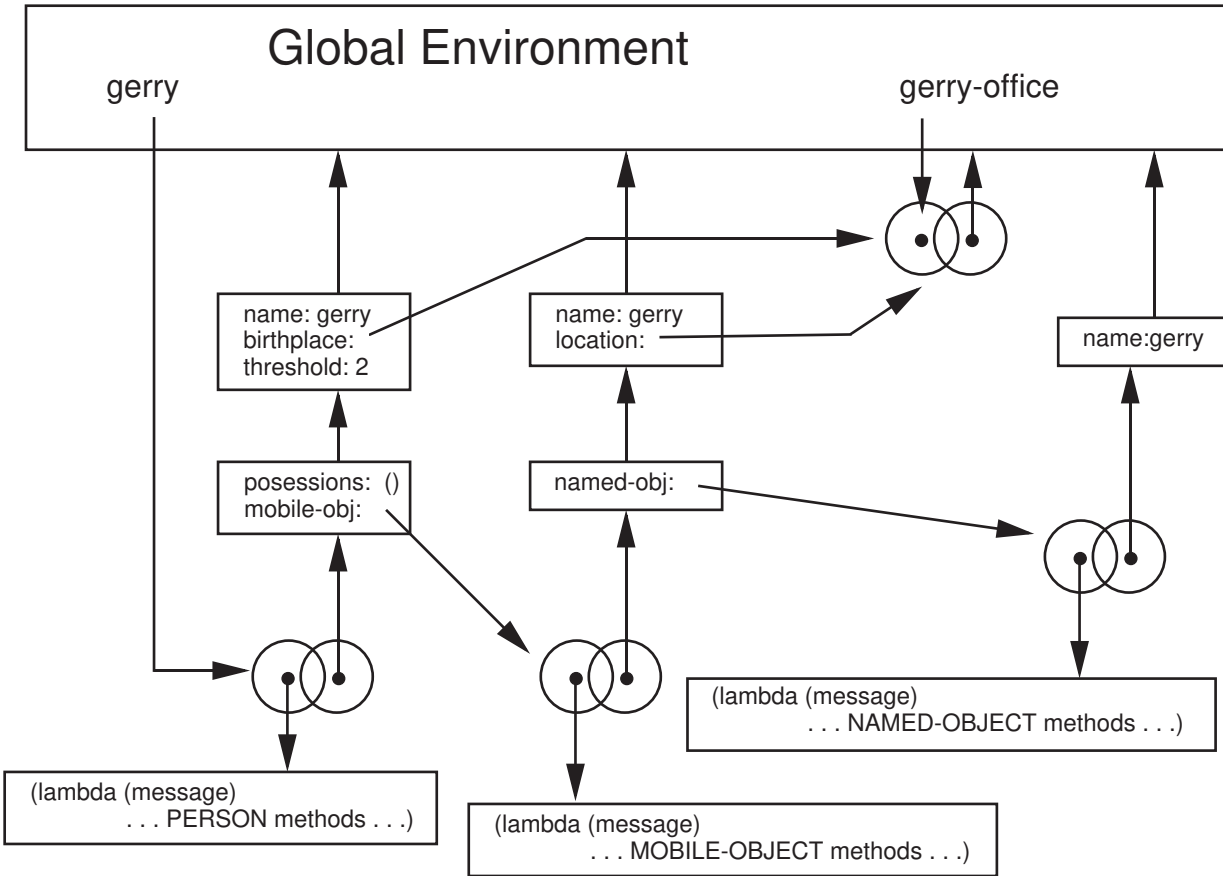 Global Environment
gerry
gerry-office
name: gerry
birthplace:
threshold: 2
name: gerry
location:
name:gerry
posessions: ()
mobile-obj:
named-obj:
(lambda (message)
. . . NAMED-OBJECT methods . . .)
(lambda (message)
. . . PERSON methods . . .)
(lambda (message)
. . . MOBILE-OBJECT methods . . .)